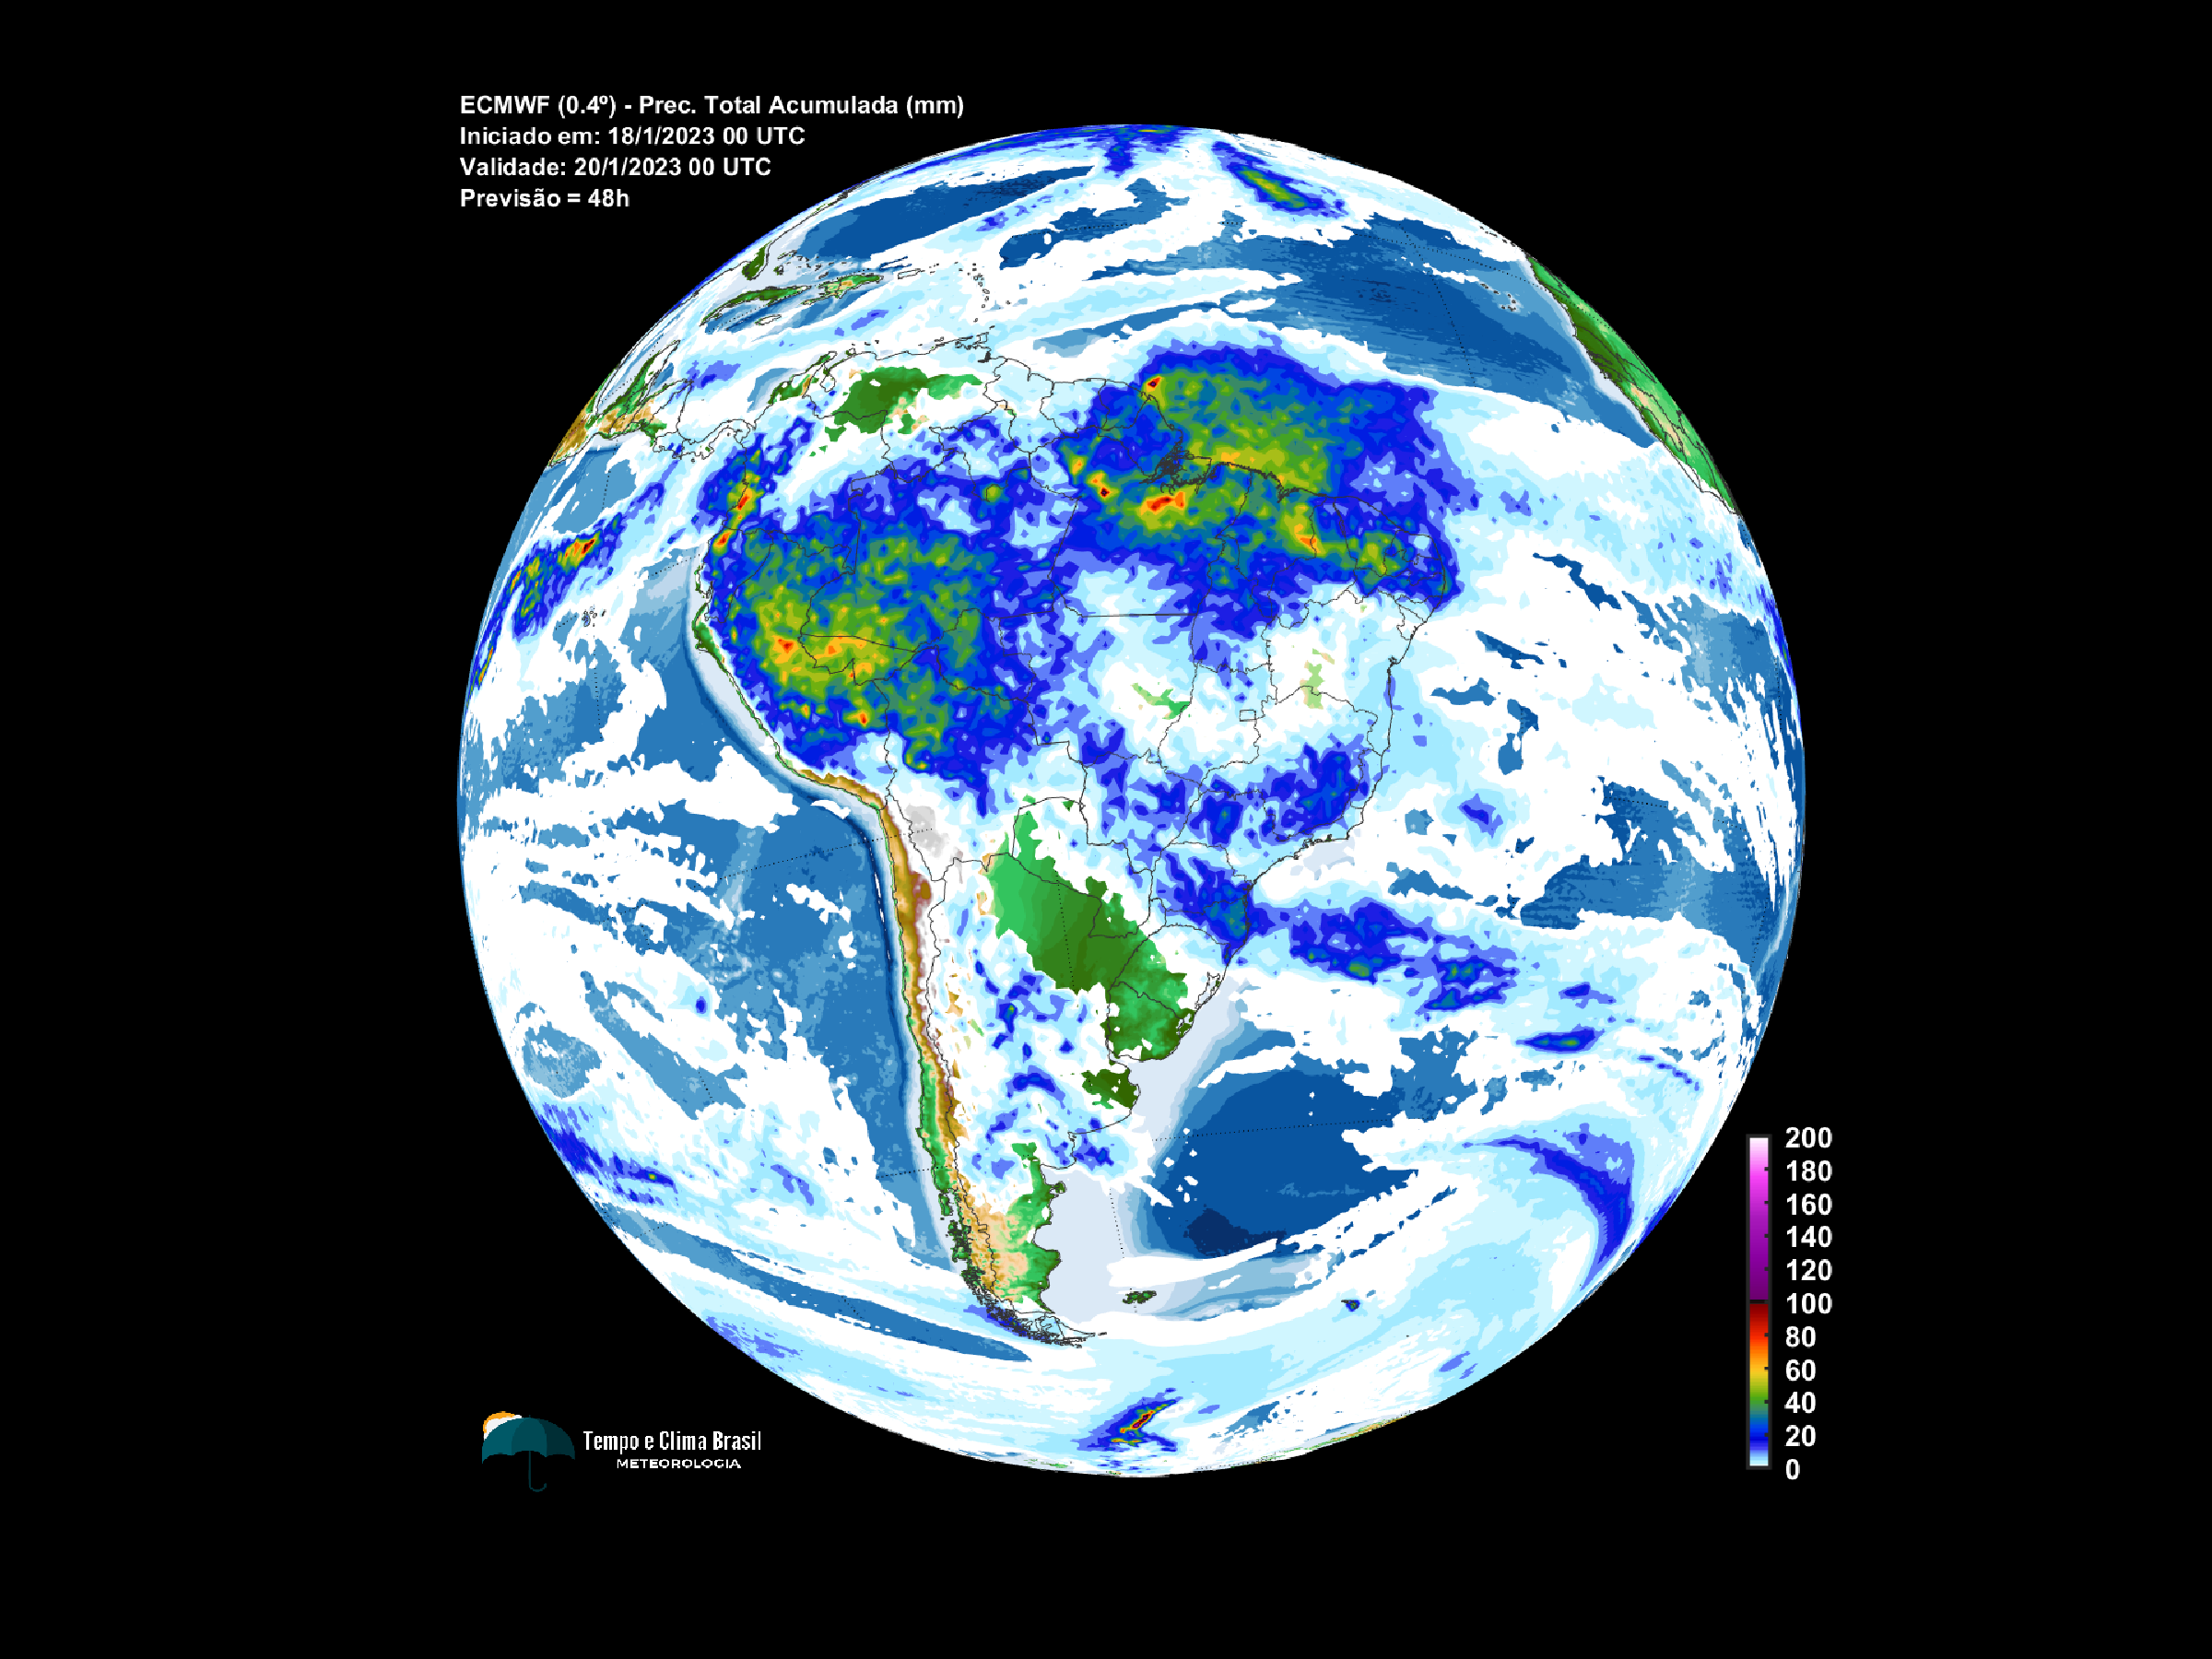 ECMWF (0.4º) - Prec. Total Acumulada (mm)
Iniciado em: 18/1/2023 00 UTC
Validade: 20/1/2023 00 UTC
Previsão = 48h
200
180
160
140
120
100
80
60
40
20
0
Tempo e Clima Brasil
METEOROLOGIA